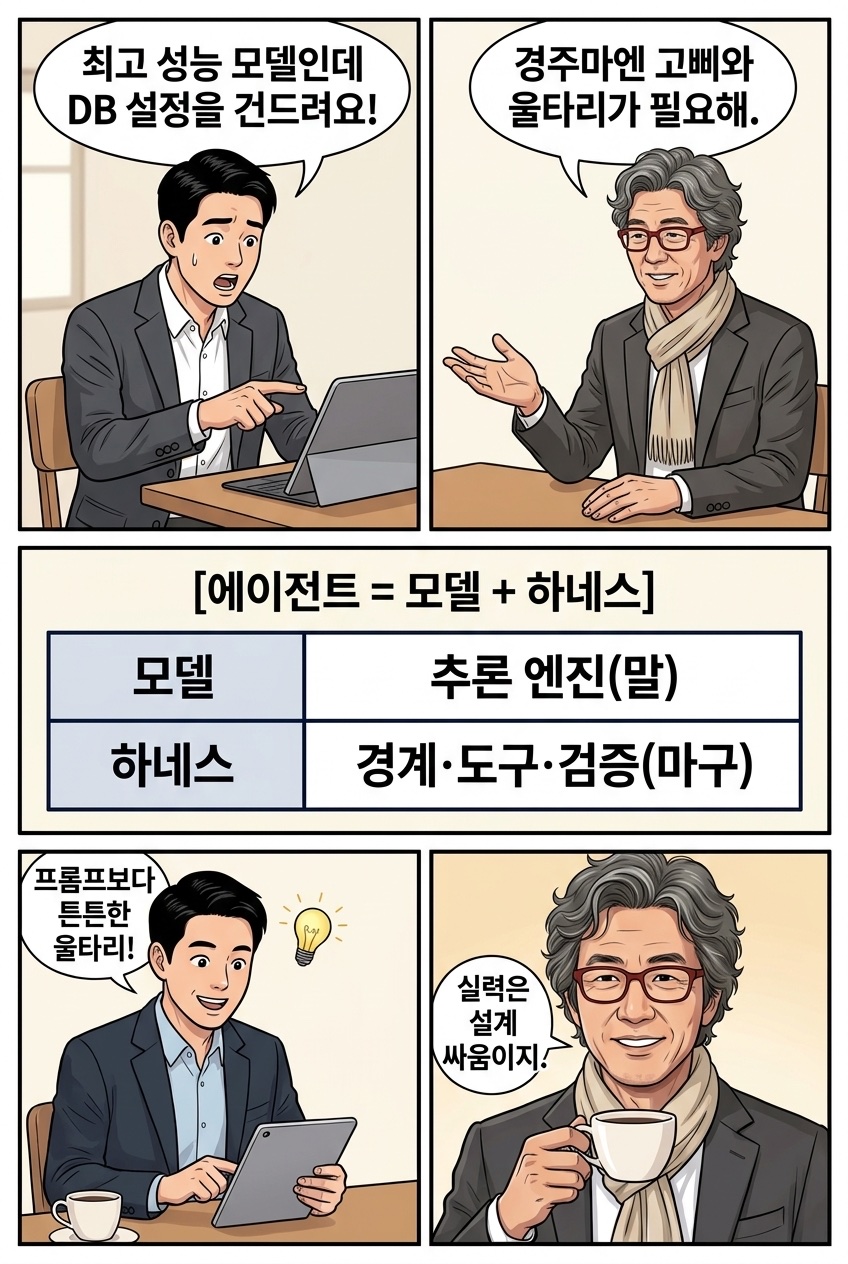 최고 성능 모델인데
DB 설정을 건드려요!
경주마엔 고삐와
울타리가 필요해.
[에이전트 = 모델 + 하네스]
모델
추론 엔진(말)
하네스
경계·도구·검증(마구)
프롬프보다
튼튼한
울타리!
실력은
설계
싸움이지.